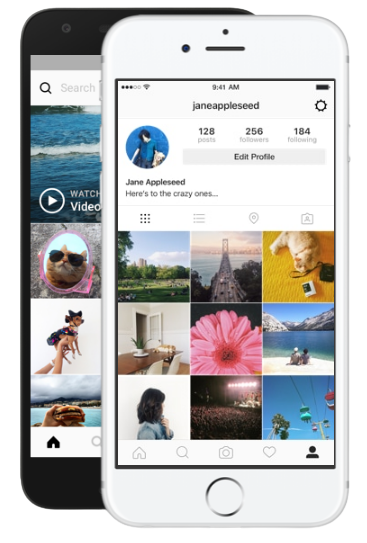 Search
WATCH
Video
9:41 AM
janeappleseed
128
posts
256
followers
184
following
Edit Profile
Jane Appleseed
Here's to the crazy ones...